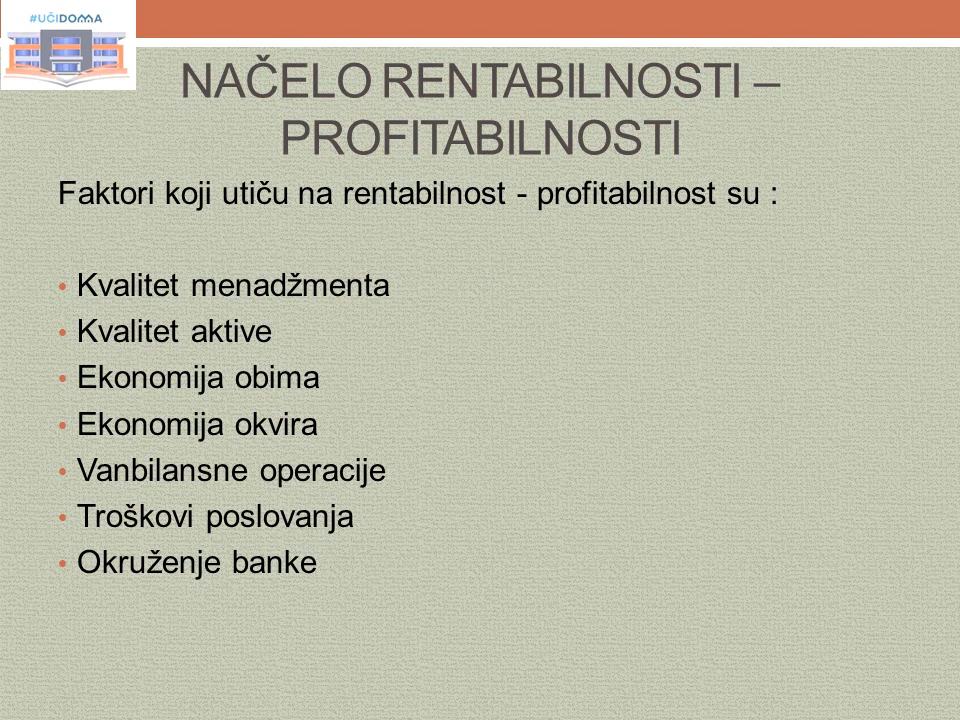 #UČIDOMA
NAČELO RENTABILNOSTI –
PROFITABILNOSTI
Faktori koji utiču na rentabilnost - profitabilnost su :
• Kvalitet menadžmenta
• Kvalitet aktive
• Ekonomija obima
• Ekonomija okvira
• Vanbilansne operacije
• Troškovi poslovanja
• Okruženje banke